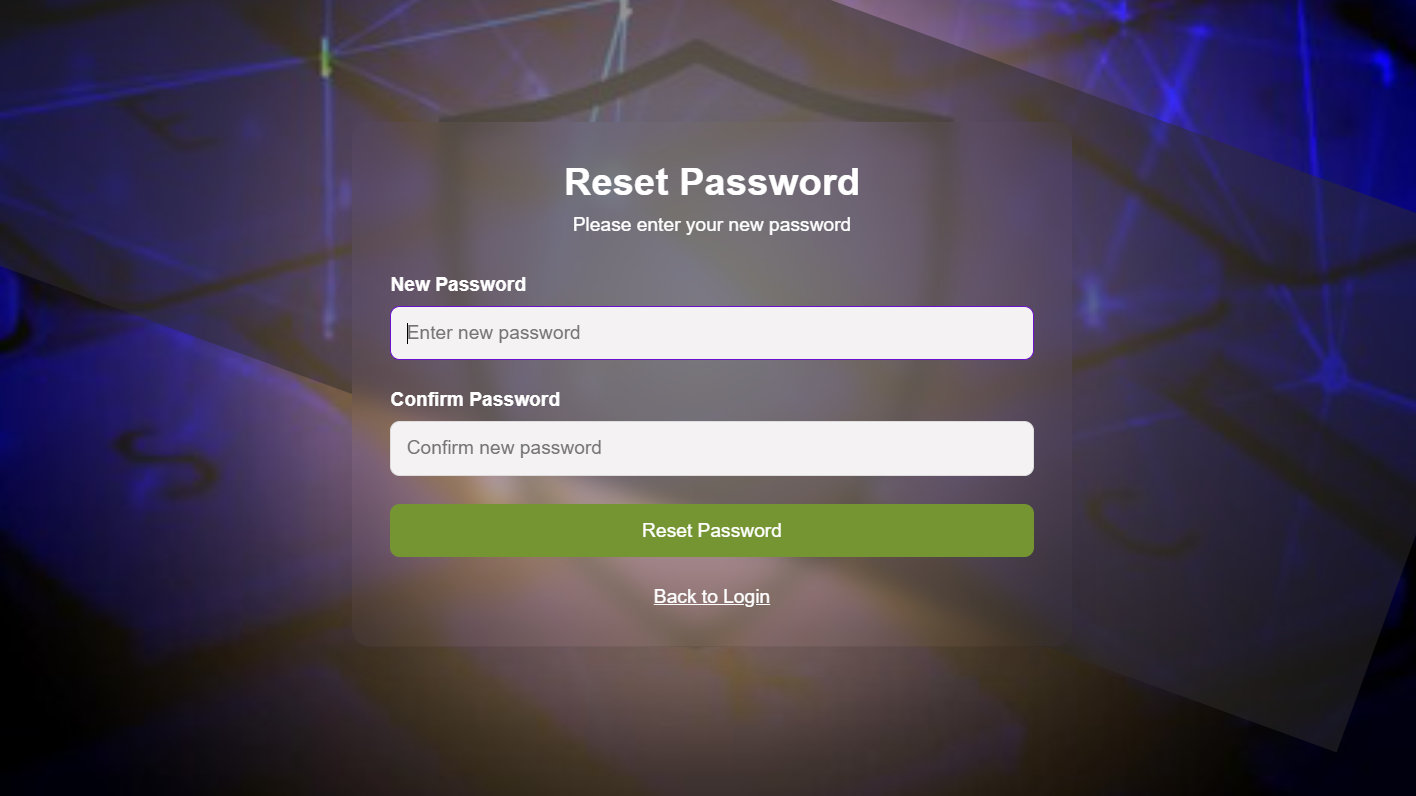 Reset Password
Please enter your new password
New Password
Enter new password
Confirm Password
Confirm new password
Reset Password
Back to Login